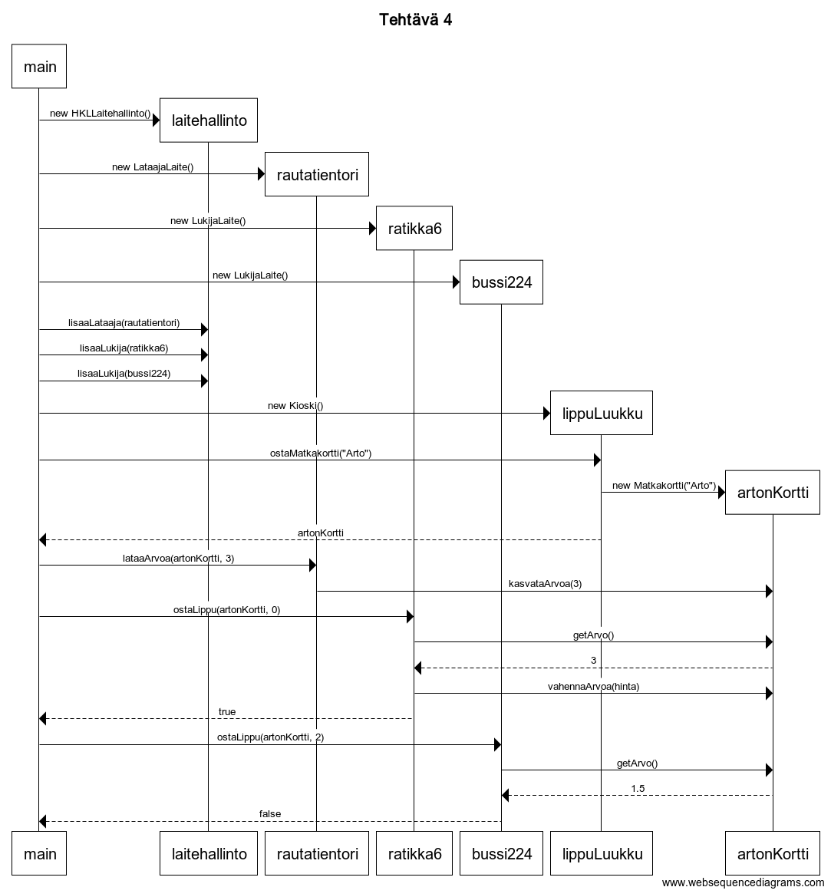 Tehtävä 4
main
new HKLLaitehallinto()
laitehallinto
new LataajaLaite()
rautatientori
new LukijaLaite()
ratikka6
new LukijaLaite()
bussi224
lisaaLataaja(rautatientori)
lisaaLukija(ratikka6)
lisaaLukija(bussi224)
new Kioski()
lippuLuukku
ostaMatkakortti("Arto")
new Matkakortti("Arto")
artonKortti
artonKortti
lataaArvoa(artonKortti, 3)
kasvataArvoa(3)
ostaLippu(artonKortti, 0)
getArvo()
3
vahennaArvoa(hinta)
true
ostaLippu(artonKortti, 2)
getArvo()
1.5
false
main laitehallinto rautatientori ratikka6 bussi224 lippuLuukku artonKortti
www.websequencediagrams.com